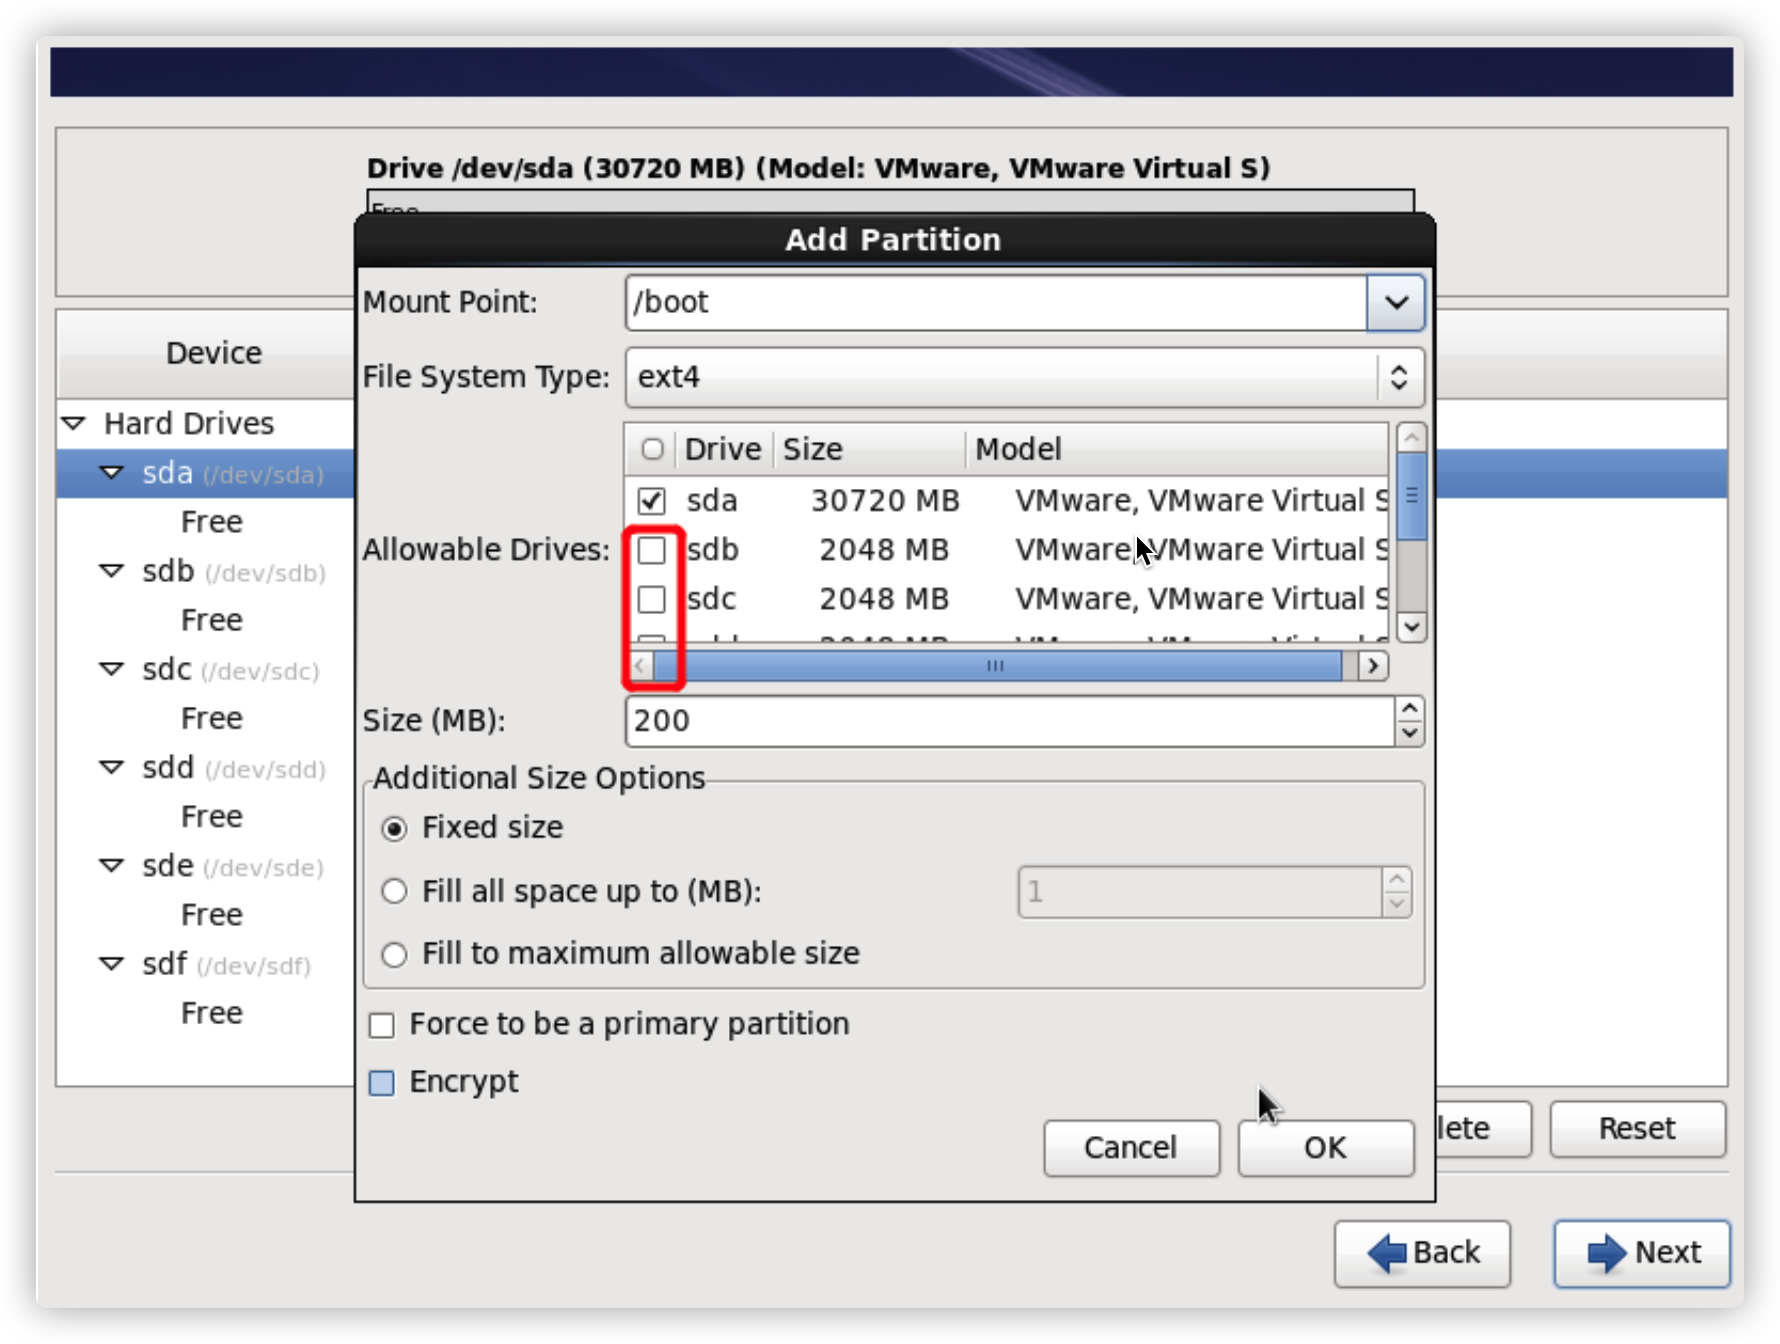 Drive /dev/sda (30720 MB) (Model: VMware, VMware Virtual S)
Free
Add Partition
Mount Point: /boot
File System Type: ext4
Allowable Drives:
Drive Size Model
sda 30720 MB VMware, VMware Virtual S
sdb 2048 MB VMware, VMware Virtual S
sdc 2048 MB VMware, VMware Virtual S
Size (MB): 200
Additional Size Options
Fixed size
Fill all space up to (MB): 1
Fill to maximum allowable size
Force to be a primary partition
Encrypt
Cancel OK
Device
Hard Drives
sda (/dev/sda)
Free
sdb (/dev/sdb)
Free
sdc (/dev/sdc)
Free
sdd (/dev/sdd)
Free
sde (/dev/sde)
Free
sdf (/dev/sdf)
Free
lete Reset
Back Next